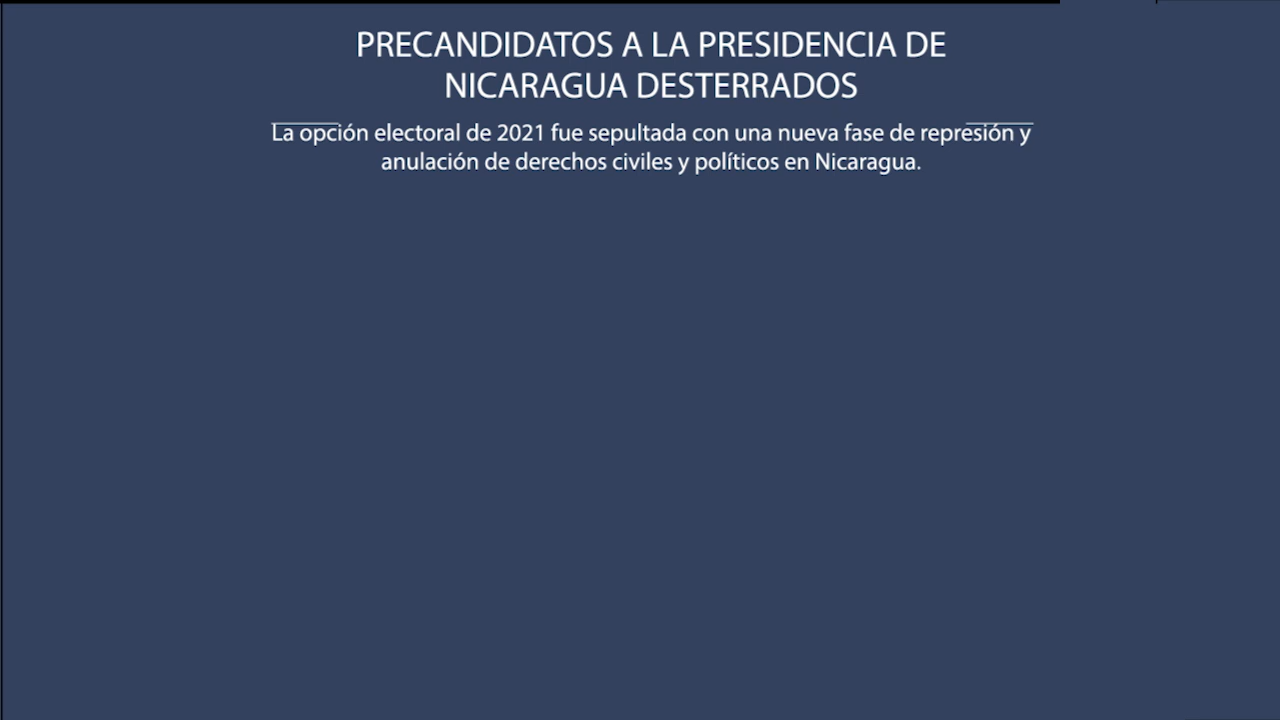 PRECANDIDATOS A LA PRESIDENCIA DE
NICARAGUA DESTERRADOS
La opción electoral de 2021 fue sepultada con una nueva fase de represión y
anulación de derechos civiles y políticos en Nicaragua.